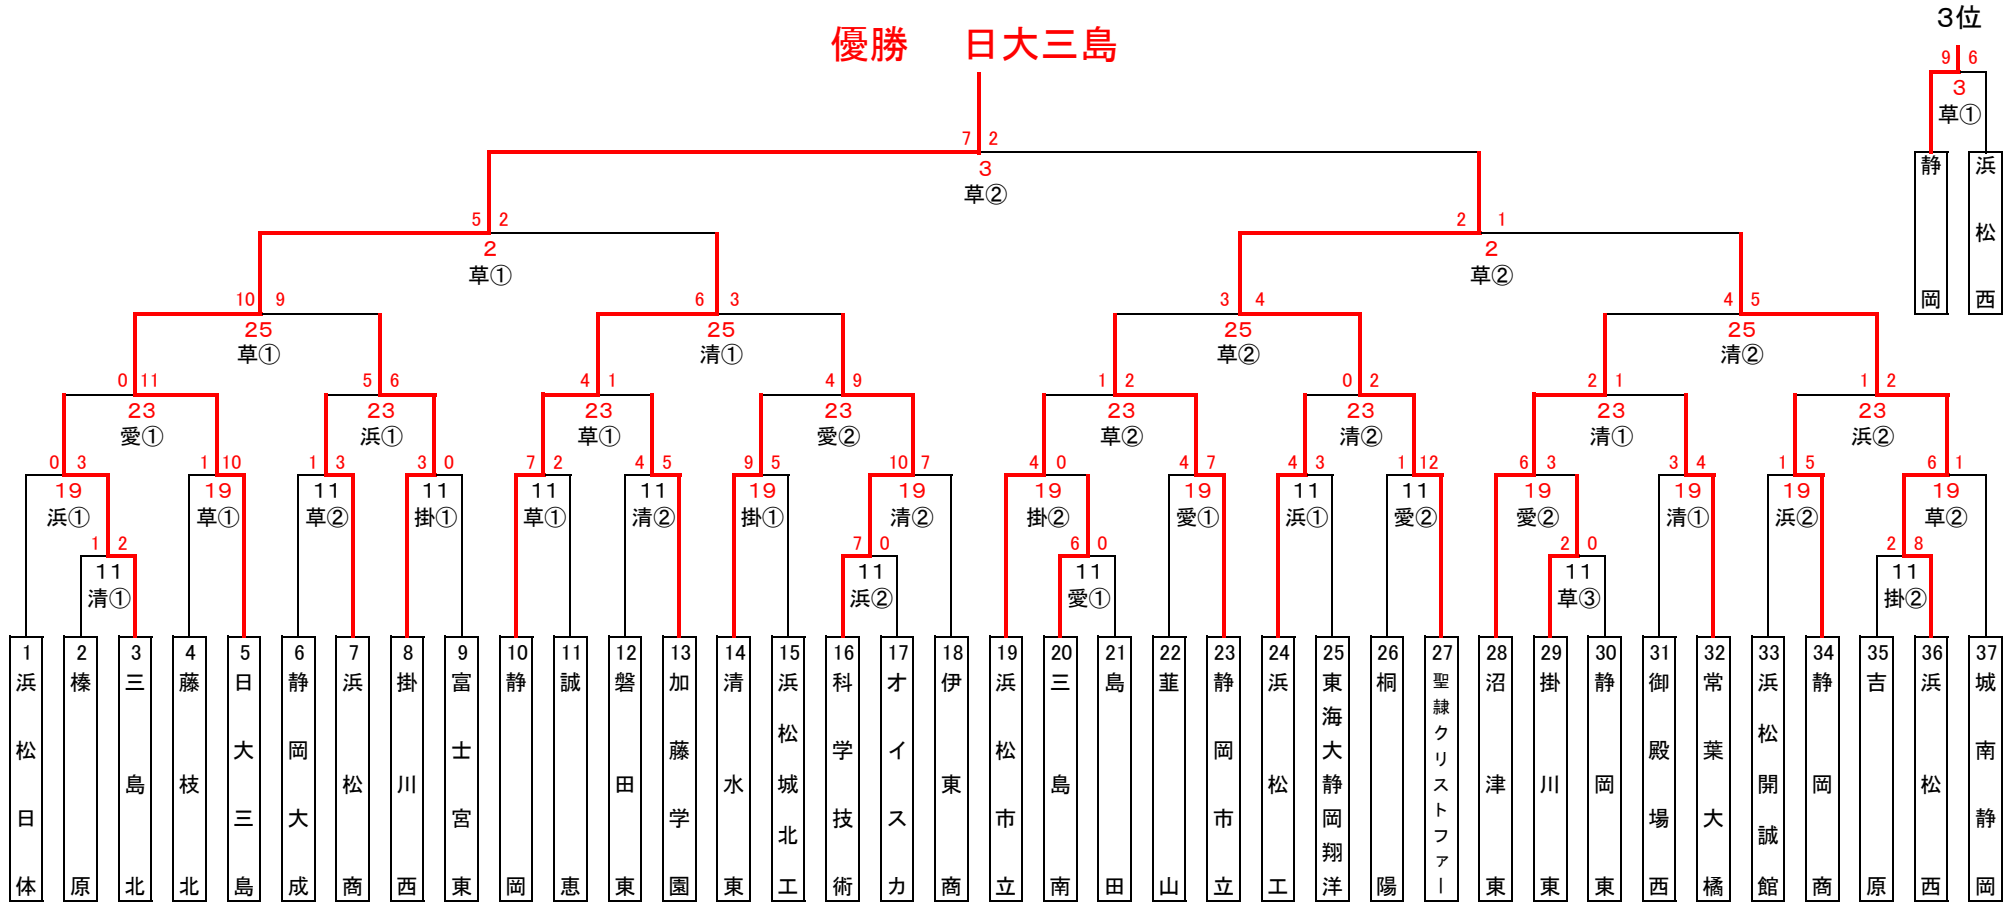 3位
優勝 日大三島
9 6
3
草①
7 2
3
草②
静岡
浜松西
5 2
2 1
2
草①
2
草②
10 9
6 3
3 4
4 5
25
草①
25
清①
25
草②
25
清②
0 11
5 6
4 1
4 9
1 2
0 2
2 1
1 2
23
愛①
23
浜①
23
草①
23
愛②
23
草②
23
清②
23
清①
23
浜②
0 3
1 10
1 3
3 0
7 2
4 5
9 5
10 7
4 0
4 7
4 3
1 12
6 3
3 4
1 5
6 1
19
浜①
19
草①
11
草②
11
掛①
11
草①
11
清②
19
掛①
19
清②
19
掛②
19
愛①
11
浜①
11
愛②
19
愛②
19
清①
19
浜②
19
草②
1 2
7 0
6 0
2 0
2 8
11
清①
11
浜②
11
愛①
11
草③
11
掛②
1 浜松日体
2 榛原
3 三島北
4 藤枝北
5 日大三島
6 静岡大成
7 浜松商
8 掛川西
9 富士宮東
10 静岡
11 誠恵
12 磐田東
13 加藤学園
14 清水東
15 浜松城北工
16 科学技術
17 オイスカ
18 伊東商
19 浜松市立
20 三島南
21 島田
22 韮山
23 静岡市立
24 浜松工
25 東海大静岡翔洋
26 桐陽
27 聖隷クリストファー
28 沼津東
29 掛川東
30 静岡東
31 御殿場西
32 常葉大橘
33 浜松開誠館
34 静岡商
35 吉原
36 浜松西
37 城南静岡